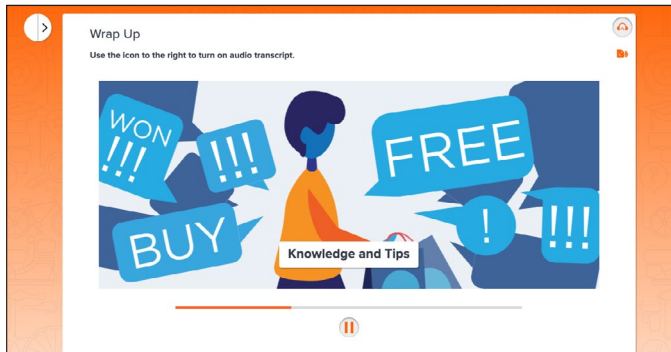 Wrap Up
Use the icon to the right to turn on audio transcript.
WON
!!!
!!!
FREE
BUY
!
!!!
Knowledge and Tips